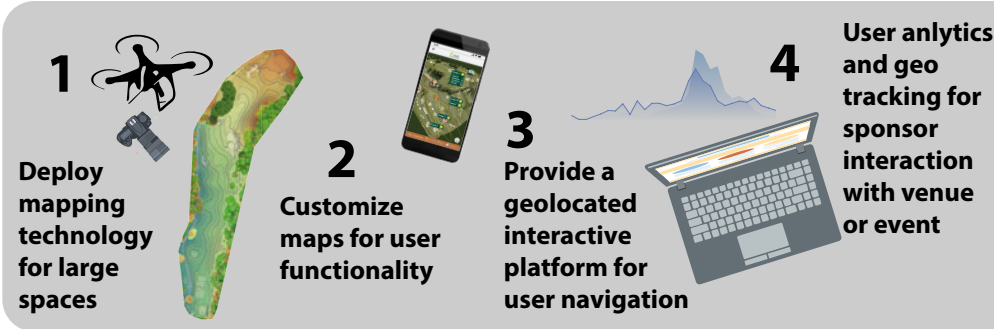 1
Deploy
mapping
technology
for large
spaces
2
Customize
maps for user
functionality
3
Provide a
geolocated
interactive
platform for
user navigation
4
User anlytics
and geo
tracking for
sponsor
interaction
with venue
or event